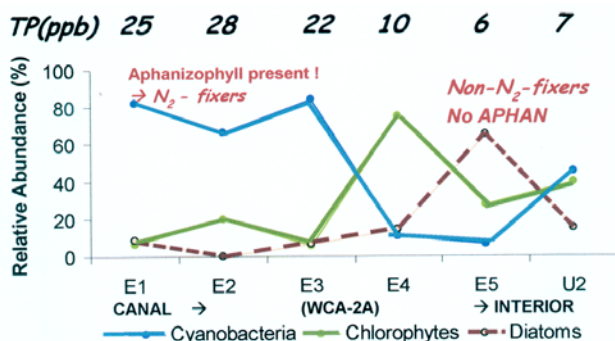 TP(ppb) 25 28 22 10 6 7
Relative Abundance (%)
100
80
60
40
20
0
Aphanizophyll present !
→ N₂ - fixers
Non-N₂-fixers
No APHAN
E1 E2 E3 E4 E5 U2
CANAL → (WCA-2A) → INTERIOR
Cyanobacteria Chlorophytes Diatoms